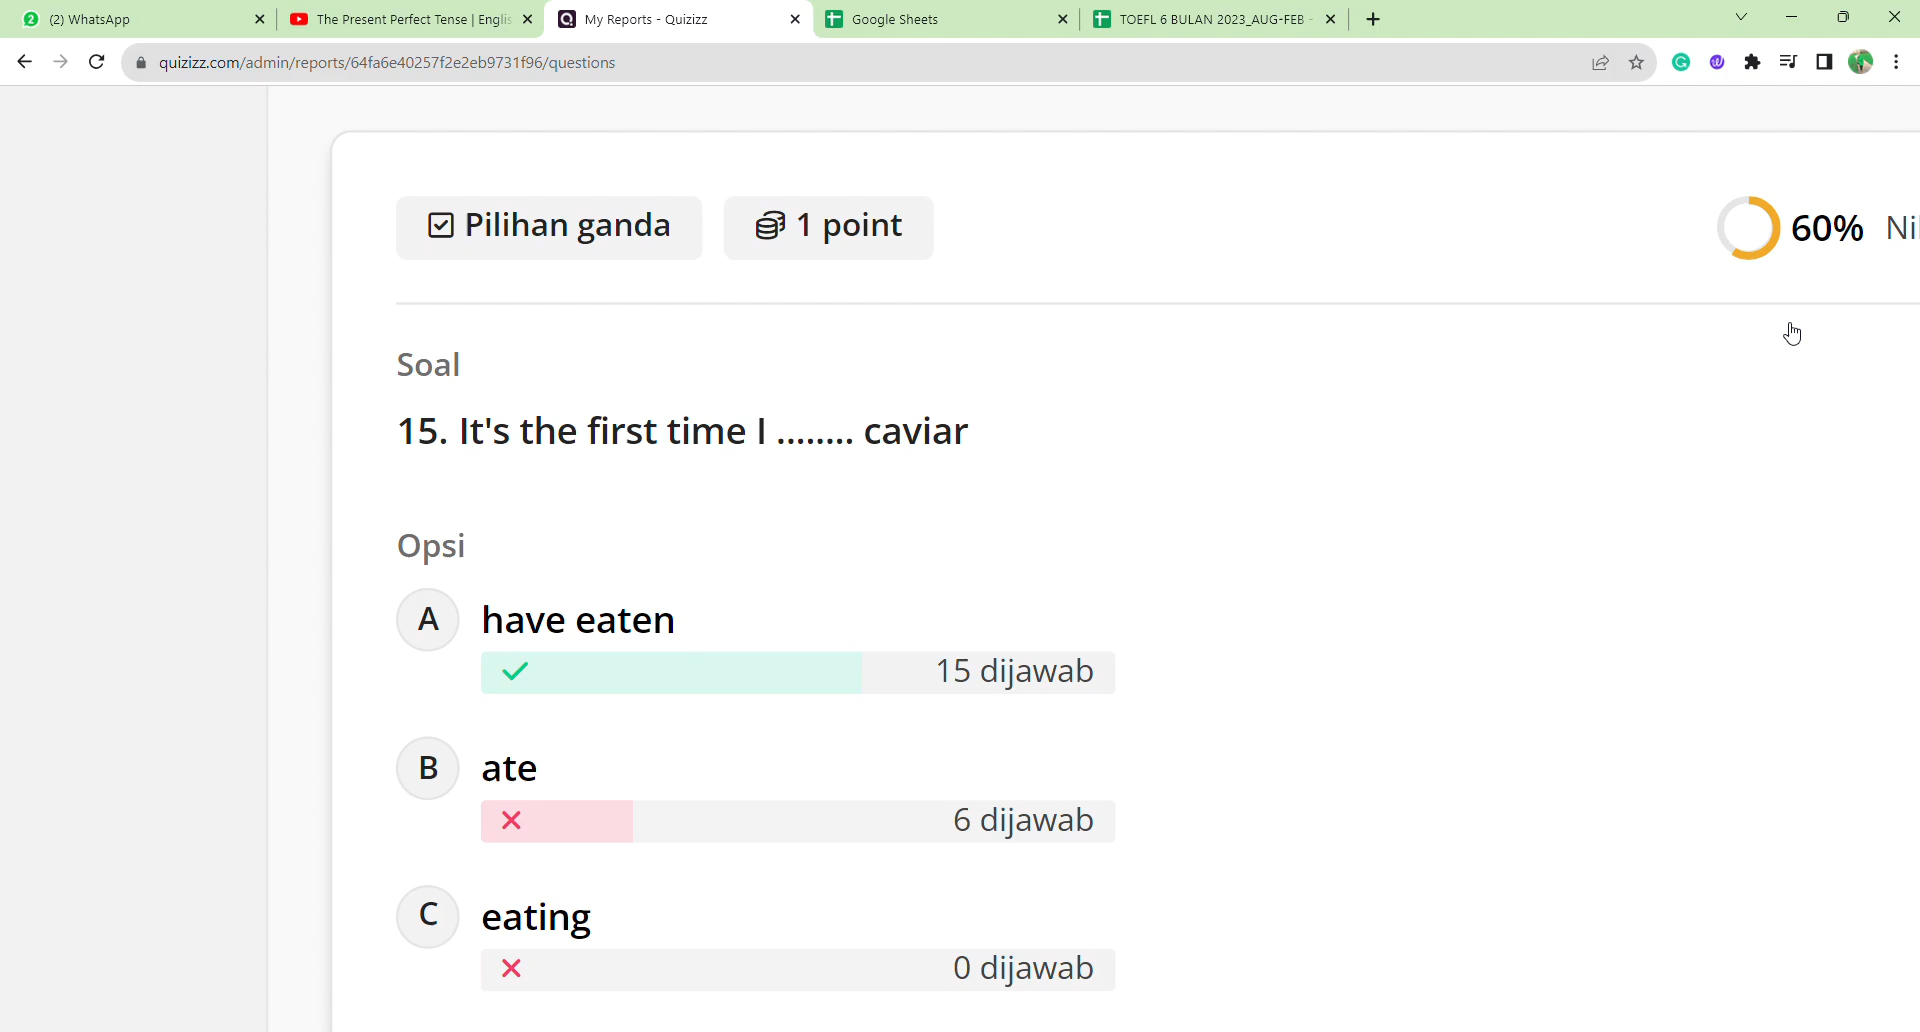 (2) WhatsApp
The Present Perfect Tense | Englis
My Reports - Quizizz
Google Sheets
TOEFL 6 BULAN 2023_AUG-FEB -
quizizz.com/admin/reports/64fa6e40257f2e2eb9731f96/questions
Pilihan ganda
1 point
60%
Nil
Soal
15. It's the first time I ........ caviar
Opsi
A have eaten
15 dijawab
B ate
6 dijawab
C eating
0 dijawab